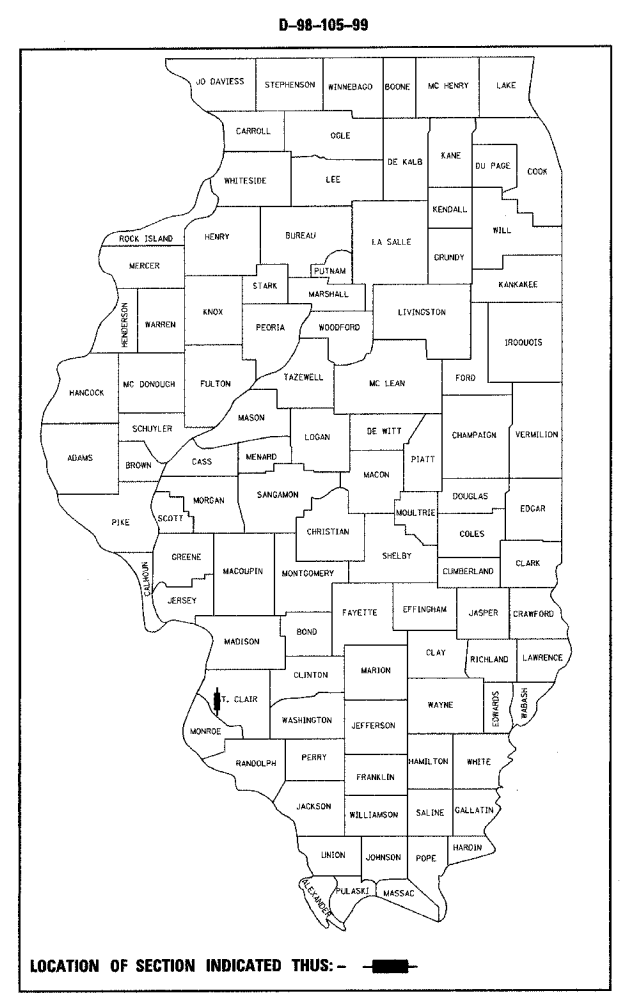 D-98-105-99
JO DAVIESS
STEPHENSON
WINNEBAGO
BOONE
MC HENRY
LAKE
CARROLL
OGLE
DE KALB
KANE
DU PAGE
COOK
WHITESIDE
LEE
KENDALL
WILL
ROCK ISLAND
HENRY
BUREAU
LA SALLE
GRUNDY
MERCER
PUTNAM
KANKAKEE
STARK
MARSHALL
HENDERSON
WARREN
KNOX
PEORIA
WOODFORD
LIVINGSTON
IROQUOIS
HANCOCK
MC DONOUGH
FULTON
TAZEWELL
MC LEAN
FORD
MASON
SCHUYLER
LOGAN
DE WITT
CHAMPAIGN
VERMILION
ADAMS
BROWN
CASS
MENARD
MACON
PIATT
PIKE
SCOTT
MORGAN
SANGAMON
CHRISTIAN
MOULTRIE
DOUGLAS
EDGAR
COLES
CALHOUN
GREENE
MACOUPIN
MONTGOMERY
SHELBY
CUMBERLAND
CLARK
JERSEY
FAYETTE
EFFINGHAM
JASPER
CRAWFORD
MADISON
BOND
CLAY
RICHLAND
LAWRENCE
CLINTON
MARION
T. CLAIR
WAYNE
EDWARDS
WABASH
WASHINGTON
JEFFERSON
MONROE
RANDOLPH
PERRY
HAMILTON
WHITE
FRANKLIN
JACKSON
WILLIAMSON
SALINE
GALLATIN
UNION
JOHNSON
POPE
HARDIN
ALEXANDER
PULASKI
MASSAC
LOCATION OF SECTION INDICATED THUS: -